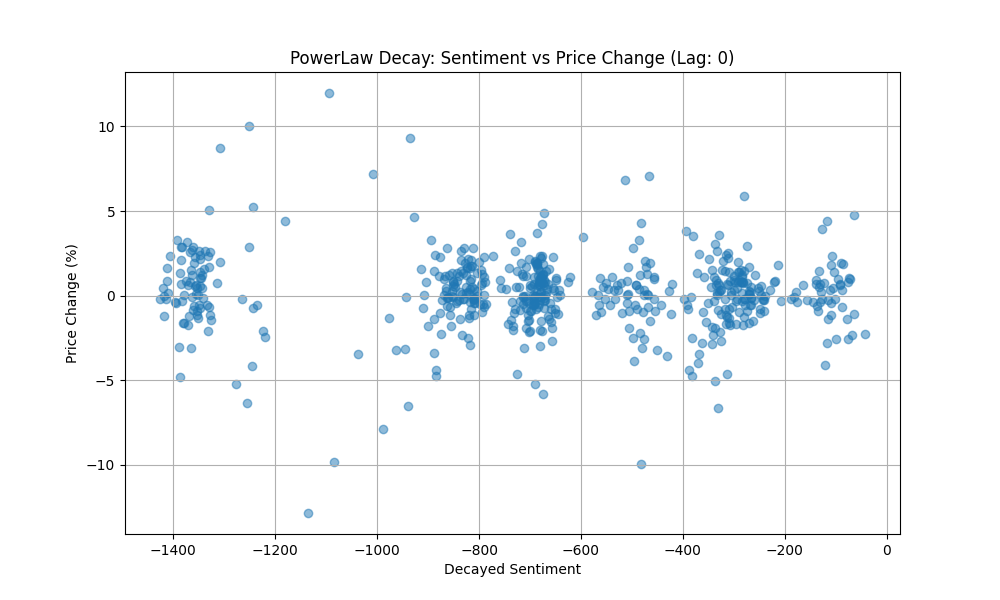 PowerLaw Decay: Sentiment vs Price Change (Lag: 0)
Price Change (%)
10
5
0
−5
−10
−1400 −1200 −1000 −800 −600 −400 −200 0
Decayed Sentiment